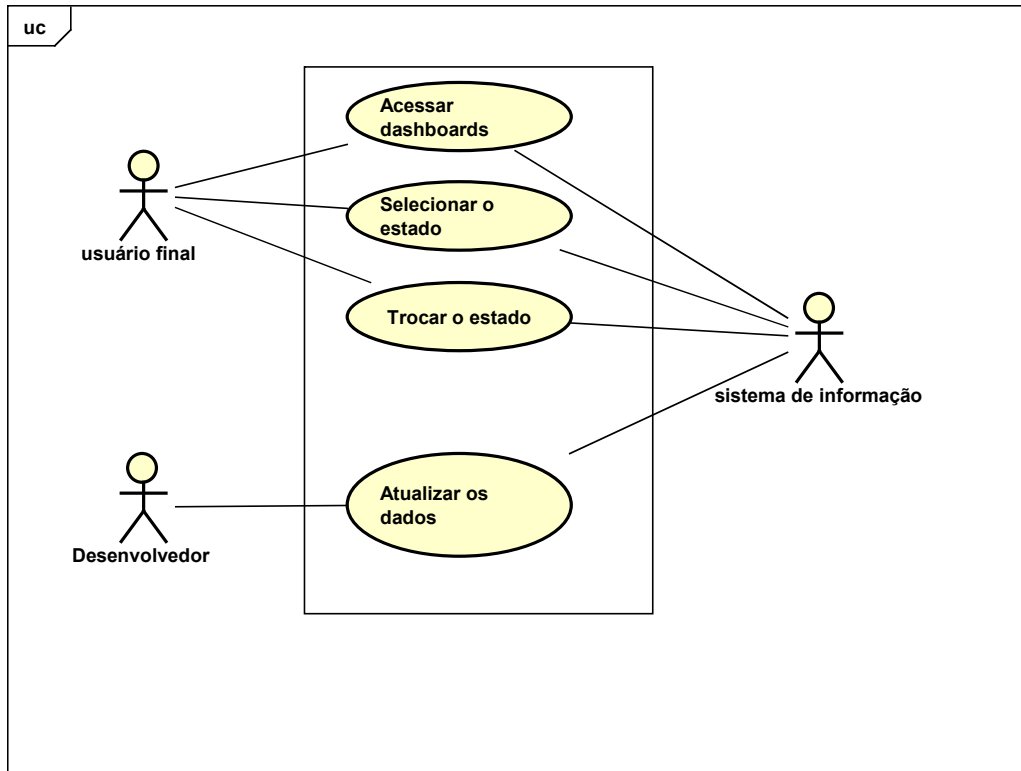 uc
Acessar
dashboards
Selecionar o
estado
usuário final
Trocar o estado
sistema de informação
Atualizar os
dados
Desenvolvedor